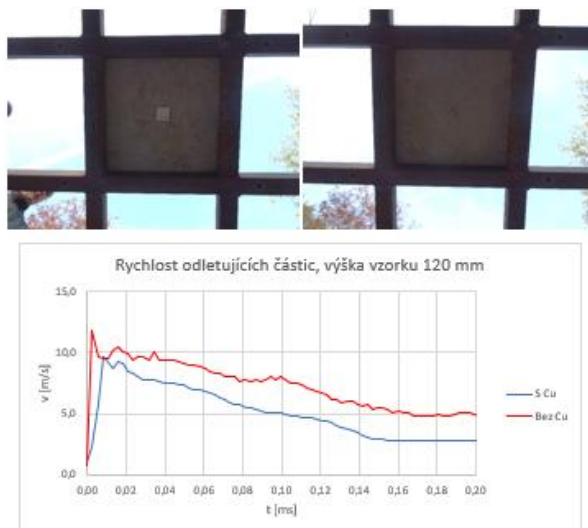 Rychlost odletujících částic, výška vzorku 120 mm
15,0
10,0
5,0
0,0
v [m/s]
0,00 0,02 0,04 0,06 0,08 0,10 0,12 0,14 0,16 0,18 0,20
t [ms]
S Cu
Bez Cu